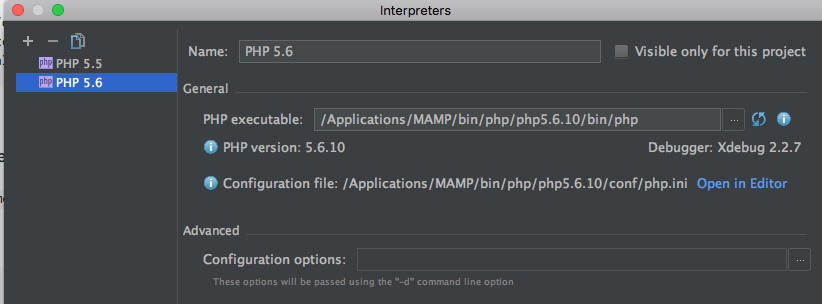 Interpreters
Name: PHP 5.6 Visible only for this project
php PHP 5.5
php PHP 5.6
General
PHP executable: /Applications/MAMP/bin/php/php5.6.10/bin/php ...
PHP version: 5.6.10 Debugger: Xdebug 2.2.7
Configuration file: /Applications/MAMP/bin/php/php5.6.10/conf/php.ini Open in Editor
Advanced
Configuration options: ...
These options will be passed using the "-d" command line option